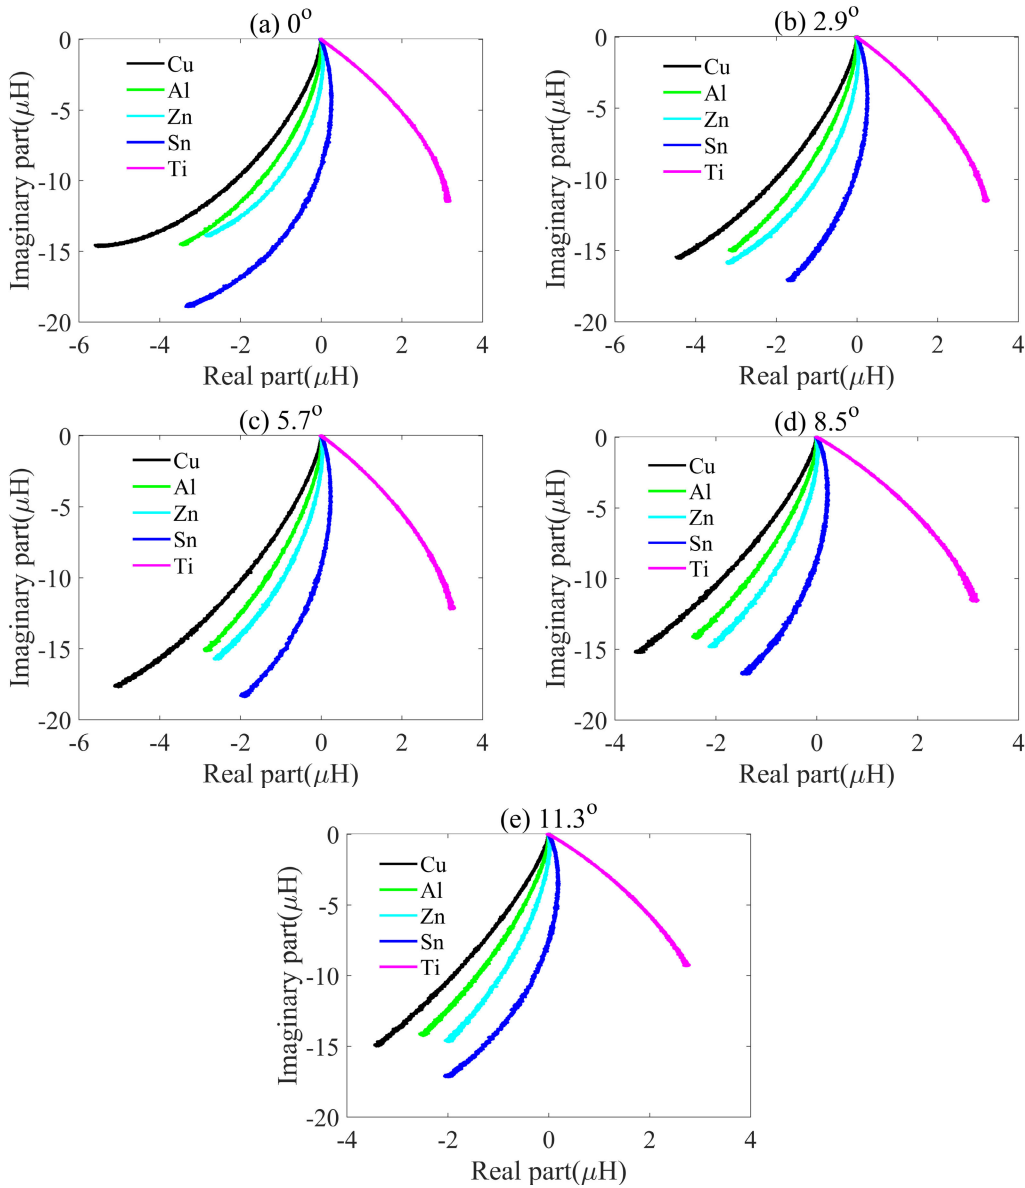 (a) 0°
0
-5
-10
-15
-20
Imaginary part(μH)
Cu
Al
Zn
Sn
Ti
-6 -4 -2 0 2 4
Real part(μH)
(b) 2.9°
0
-5
-10
-15
-20
Imaginary part(μH)
Cu
Al
Zn
Sn
Ti
-6 -4 -2 0 2 4
Real part(μH)
(c) 5.7°
0
-5
-10
-15
-20
Imaginary part(μH)
Cu
Al
Zn
Sn
Ti
-6 -4 -2 0 2 4
Real part(μH)
(d) 8.5°
0
-5
-10
-15
-20
Imaginary part(μH)
Cu
Al
Zn
Sn
Ti
-4 -2 0 2 4
Real part(μH)
(e) 11.3°
0
-5
-10
-15
-20
Imaginary part(μH)
Cu
Al
Zn
Sn
Ti
-4 -2 0 2 4
Real part(μH)